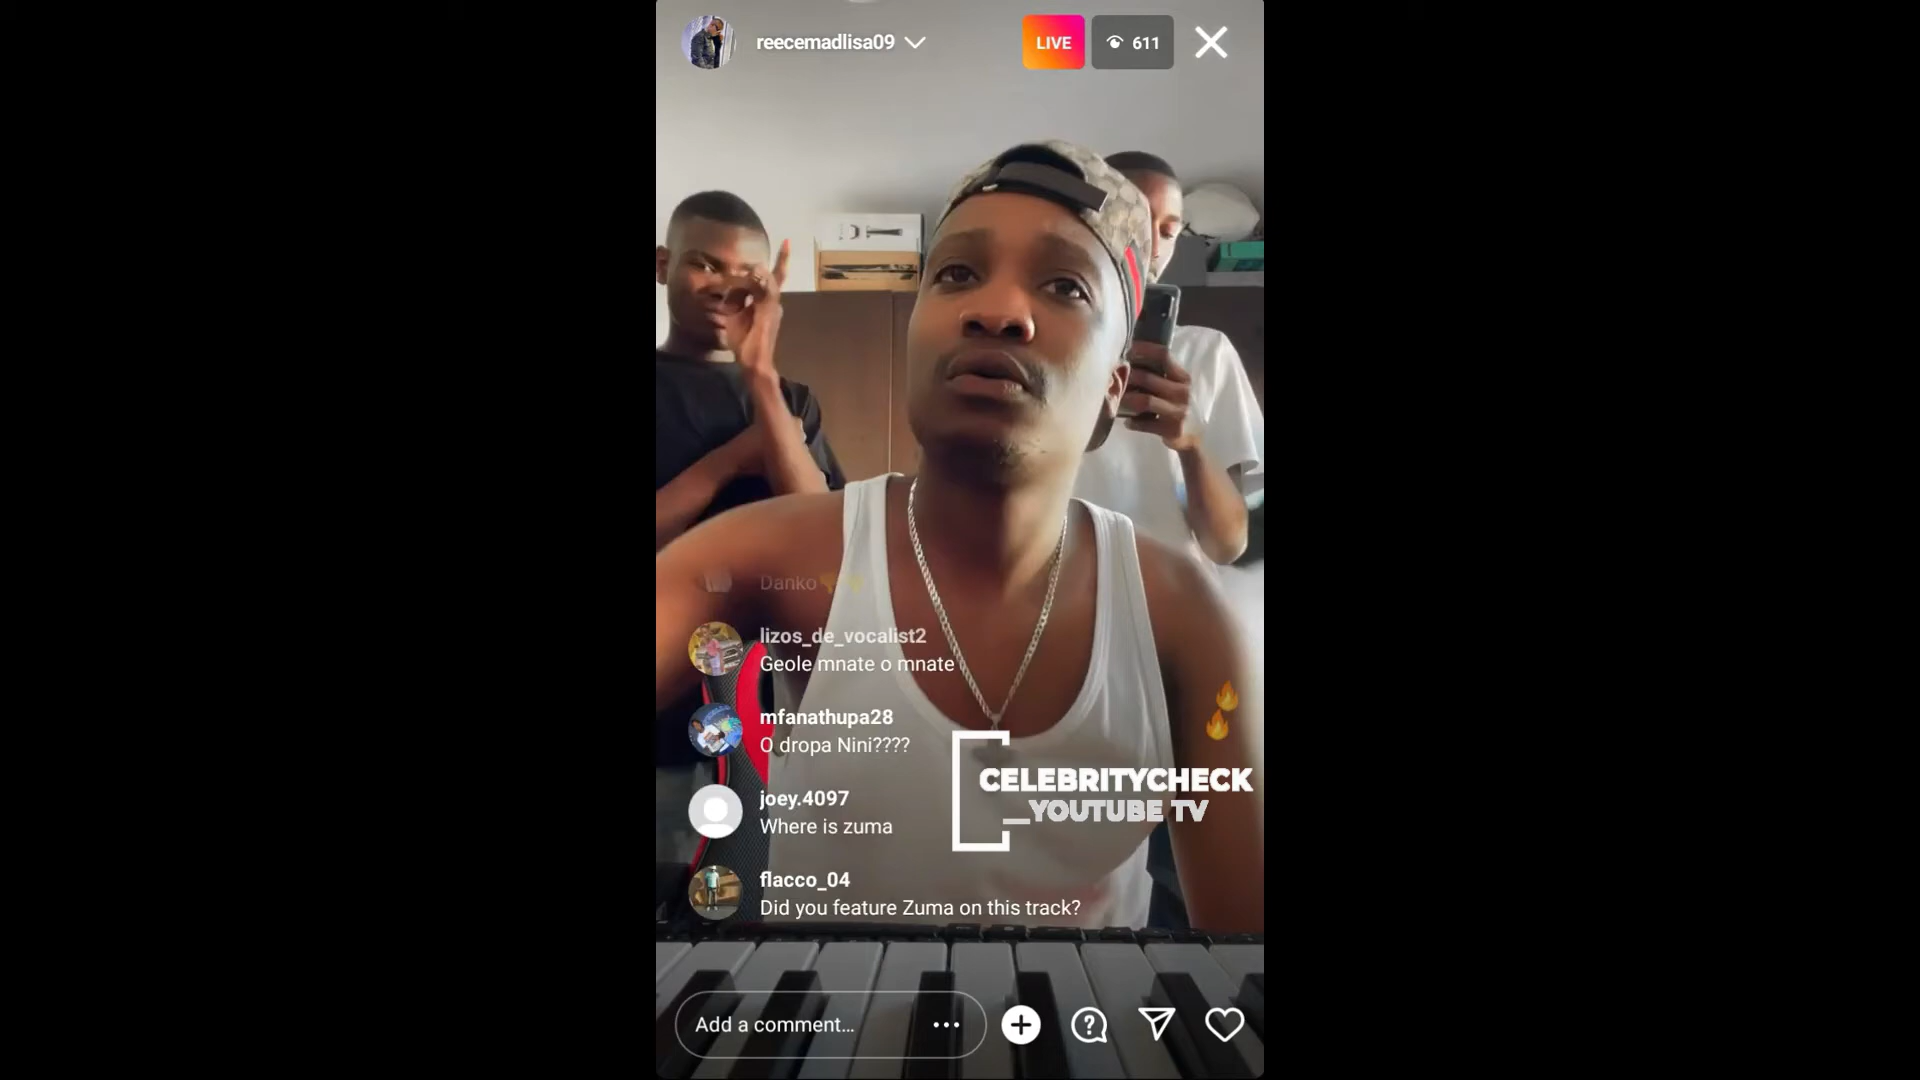 reecemadlisa09
LIVE
611
Danko
lizos_de_vocalist2
Geole mnate o mnate
mfanathupa28
O dropa Nini????
CELEBRITYCHECK
_YOUTUBE TV
joey.4097
Where is zuma
flacco_04
Did you feature Zuma on this track?
Add a comment...